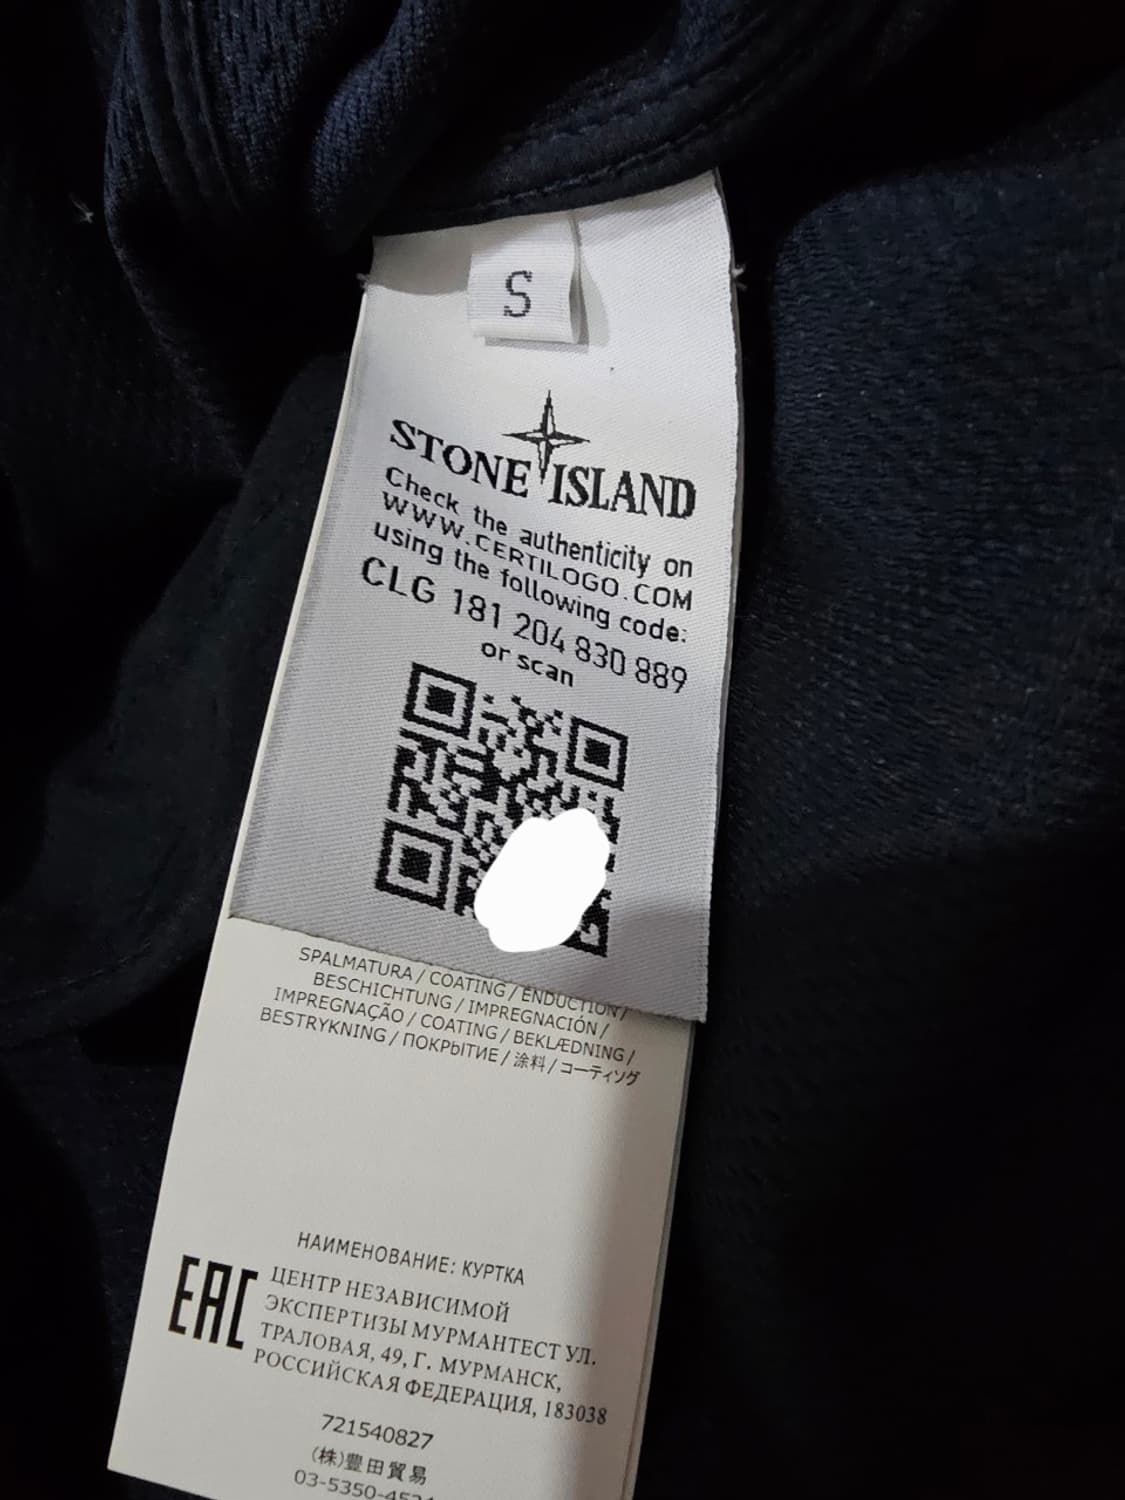 S
STONE ISLAND
Check the authenticity on
WWW.CERTILOGO.COM
using the following code:
CLG 181 204 830 889
or scan
SPALMATURA / COATING / ENDUCTION /
BESCHICHTUNG / IMPREGNACIÓN /
IMPREGNAÇÃO / COATING / BEKLÆDNING /
BESTRYKNING / ПОКРЫТИЕ / 涂料 / コーティング
НАИМЕНОВАНИЕ: КУРТКА
EAC
ЦЕНТР НЕЗАВИСИМОЙ
ЭКСПЕРТИЗЫ МУРМАНТЕСТ УЛ.
ТРАЛОВАЯ, 49, Г. МУРМАНСК,
РОССИЙСКАЯ ФЕДЕРАЦИЯ, 183038
721540827
(株)豊田貿易
03-5350-